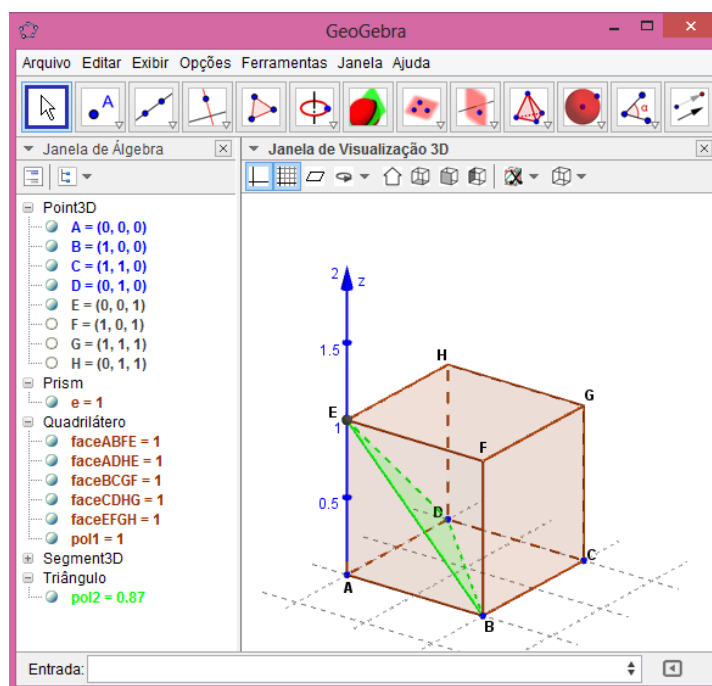 GeoGebra
Arquivo Editar Exibir Opções Ferramentas Janela Ajuda
A
α
Janela de Álgebra
Point3D
A = (0, 0, 0)
B = (1, 0, 0)
C = (1, 1, 0)
D = (0, 1, 0)
E = (0, 0, 1)
F = (1, 0, 1)
G = (1, 1, 1)
H = (0, 1, 1)
Prism
e = 1
Quadrilátero
faceABFE = 1
faceADHE = 1
faceBCGF = 1
faceCDHG = 1
faceEFGH = 1
pol1 = 1
Segment3D
Triângulo
pol2 = 0.87
Janela de Visualização 3D
2
z
1.5
H
G
E
1
F
0.5
D
C
A
B
Entrada: